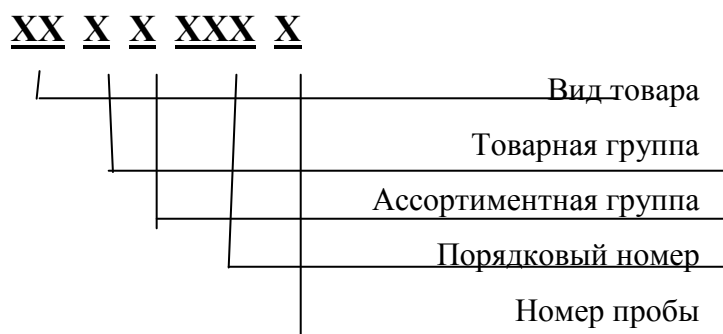 XX X X XXX X
Вид товара
Товарная группа
Ассортиментная группа
Порядковый номер
Номер пробы